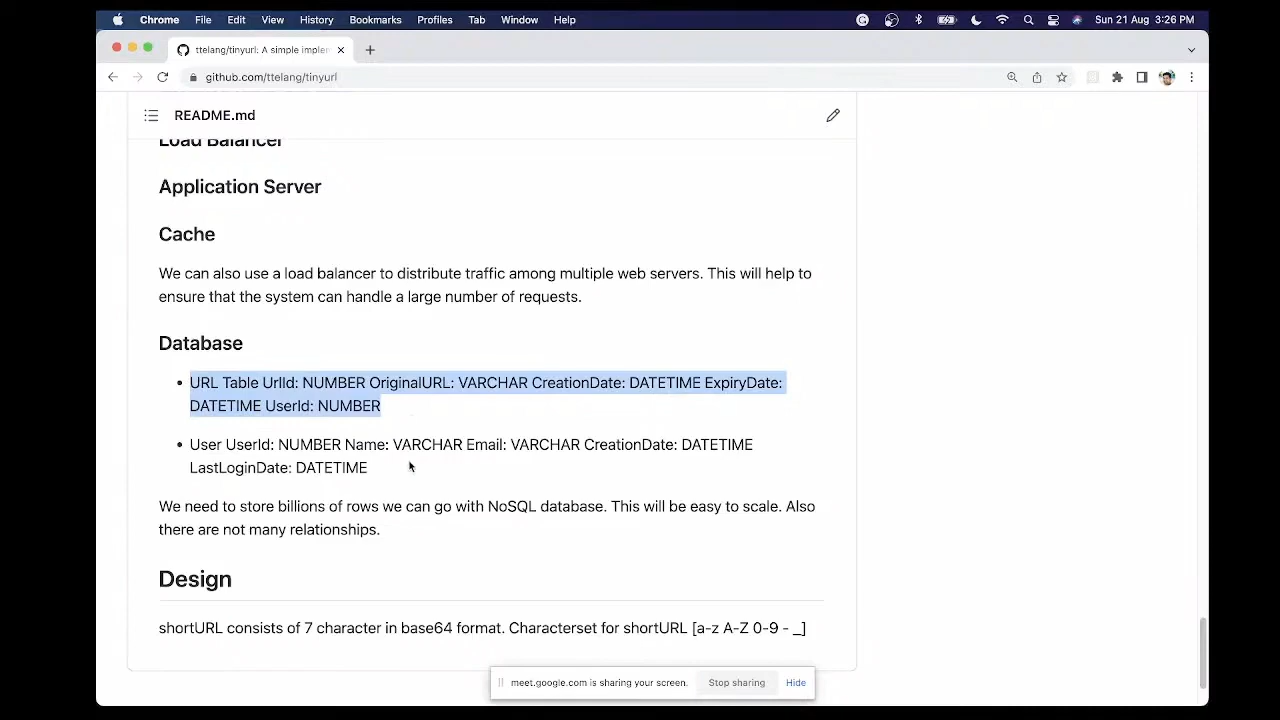 Chrome File Edit View History Bookmarks Profiles Tab Window Help Sun 21 Aug 3:26 PM
ttelang/tinyurl: A simple implem
github.com/ttelang/tinyurl
README.md
Load Balancer
Application Server
Cache
We can also use a load balancer to distribute traffic among multiple web servers. This will help to
ensure that the system can handle a large number of requests.
Database
• URL Table UrlId: NUMBER OriginalURL: VARCHAR CreationDate: DATETIME ExpiryDate:
DATETIME UserId: NUMBER
• User UserId: NUMBER Name: VARCHAR Email: VARCHAR CreationDate: DATETIME
LastLoginDate: DATETIME
We need to store billions of rows we can go with NoSQL database. This will be easy to scale. Also
there are not many relationships.
Design
shortURL consists of 7 character in base64 format. Characterset for shortURL [a-z A-Z 0-9 - _]
meet.google.com is sharing your screen. Stop sharing Hide